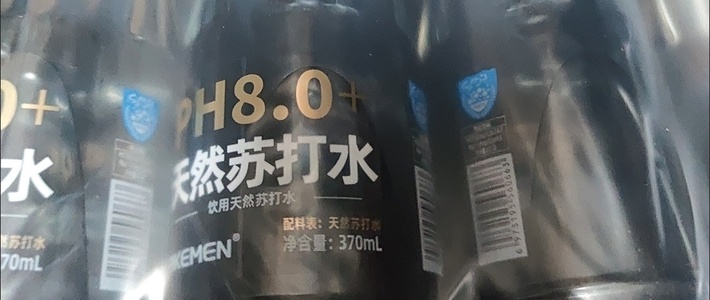 0+
PH8.0+
水
天然苏打水
饮用天然苏打水
配料表：天然苏打水
净含量：370mL
然苏打水
70mL
KEMEN®